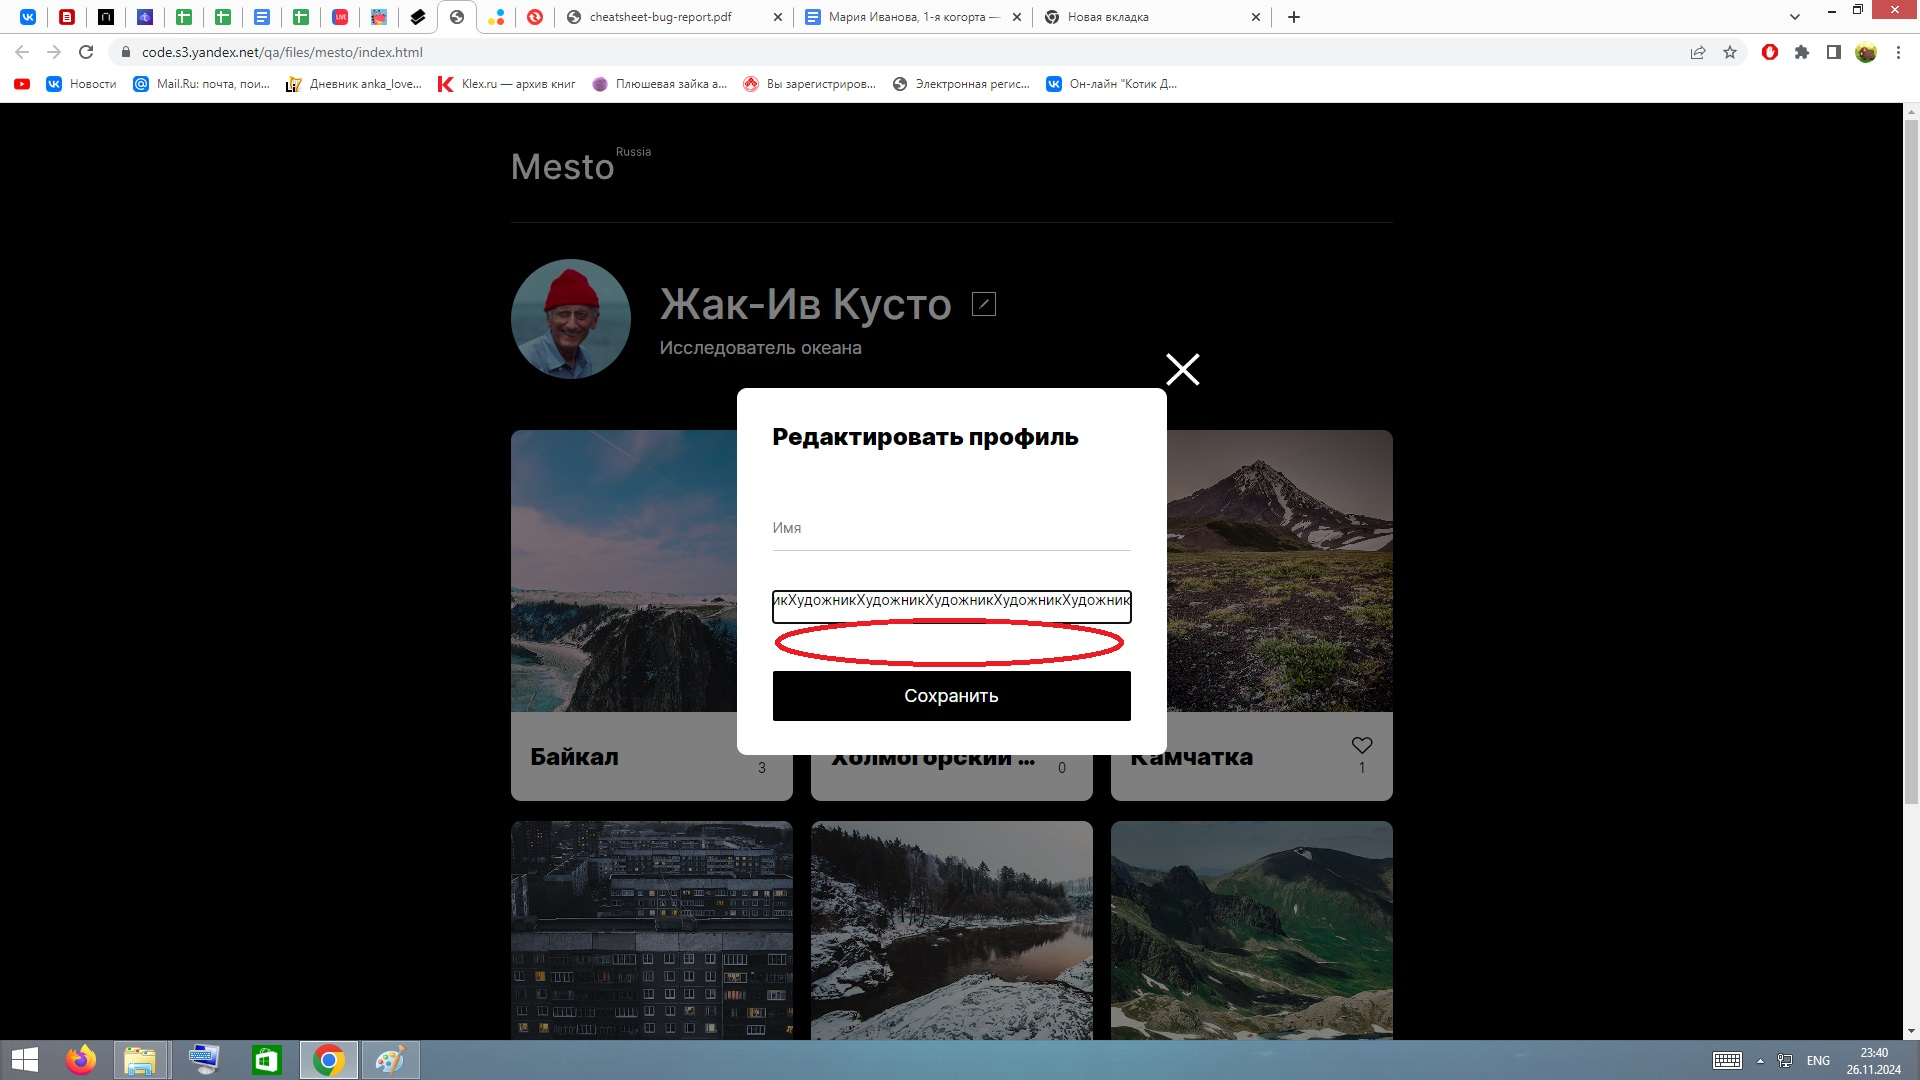 cheatsheet-bug-report.pdf
Мария Иванова, 1-я когорта —
Новая вкладка
code.s3.yandex.net/qa/files/mesto/index.html
Новости
Mail.Ru: почта, пои...
Дневник anka_love...
Klex.ru — архив книг
Плюшевая зайка а...
Вы зарегистриров...
Электронная регис...
Он-лайн "Котик Д...
Mesto Russia
Жак-Ив Кусто
Исследователь океана
Редактировать профиль
Имя
икХудожникХудожникХудожникХудожникХудожник
Сохранить
Байкал
3
Холмогорский ...
0
Камчатка
1
ENG
23:40
26.11.2024